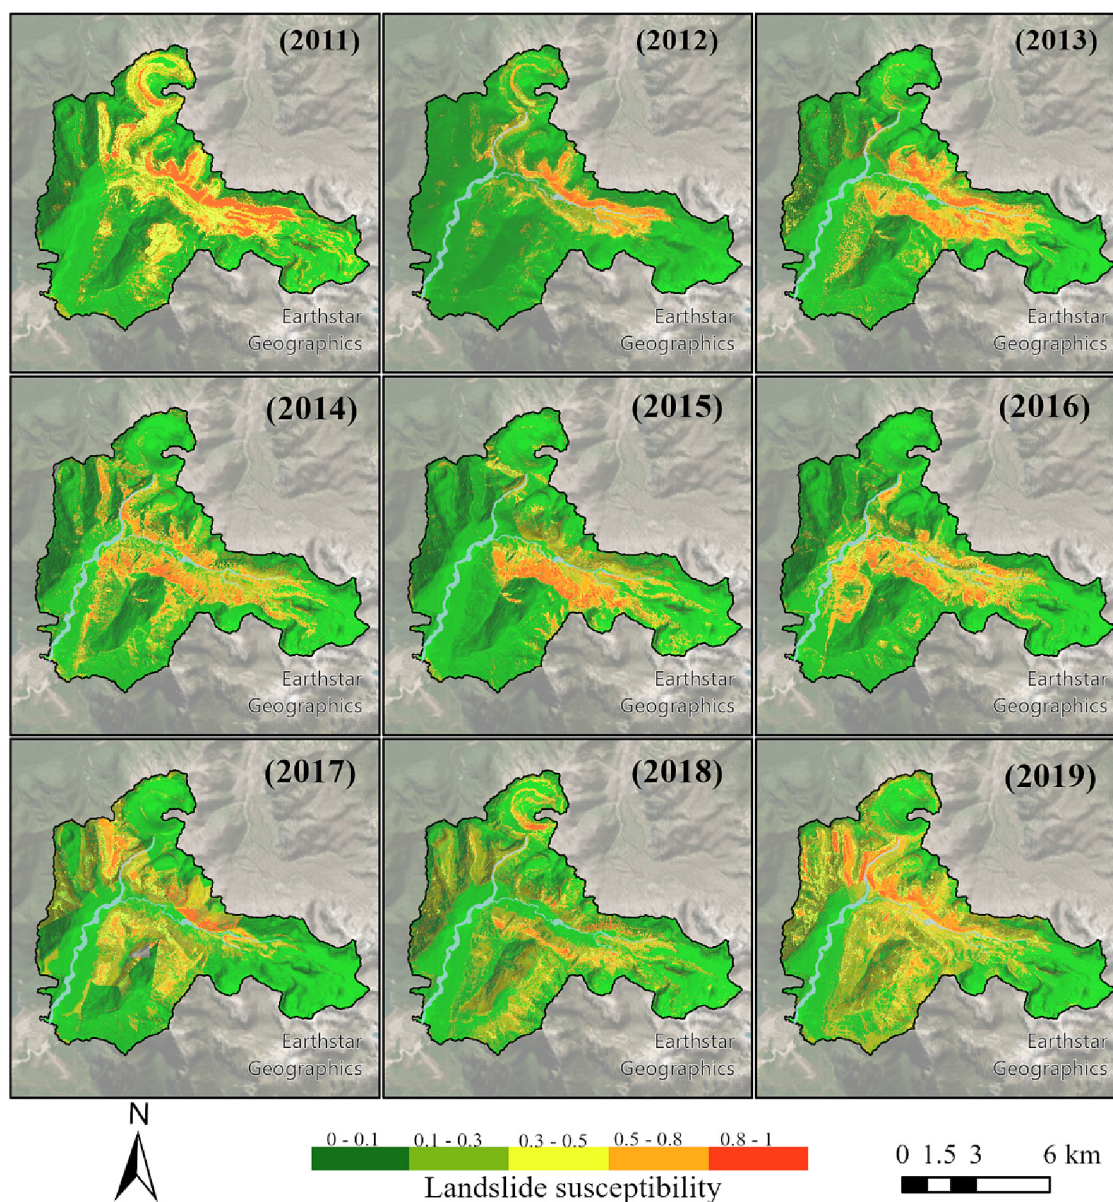 (2011)
Earthstar
Geographics
(2012)
Earthstar
Geographics
(2013)
Earthstar
Geographics
(2014)
Earthstar
Geographics
(2015)
Earthstar
Geographics
(2016)
Earthstar
Geographics
(2017)
Earthstar
Geographics
(2018)
Earthstar
Geographics
(2019)
Earthstar
Geographics
N
0 - 0.1 0.1 - 0.3 0.3 - 0.5 0.5 - 0.8 0.8 - 1
Landslide susceptibility
0 1.5 3 6 km